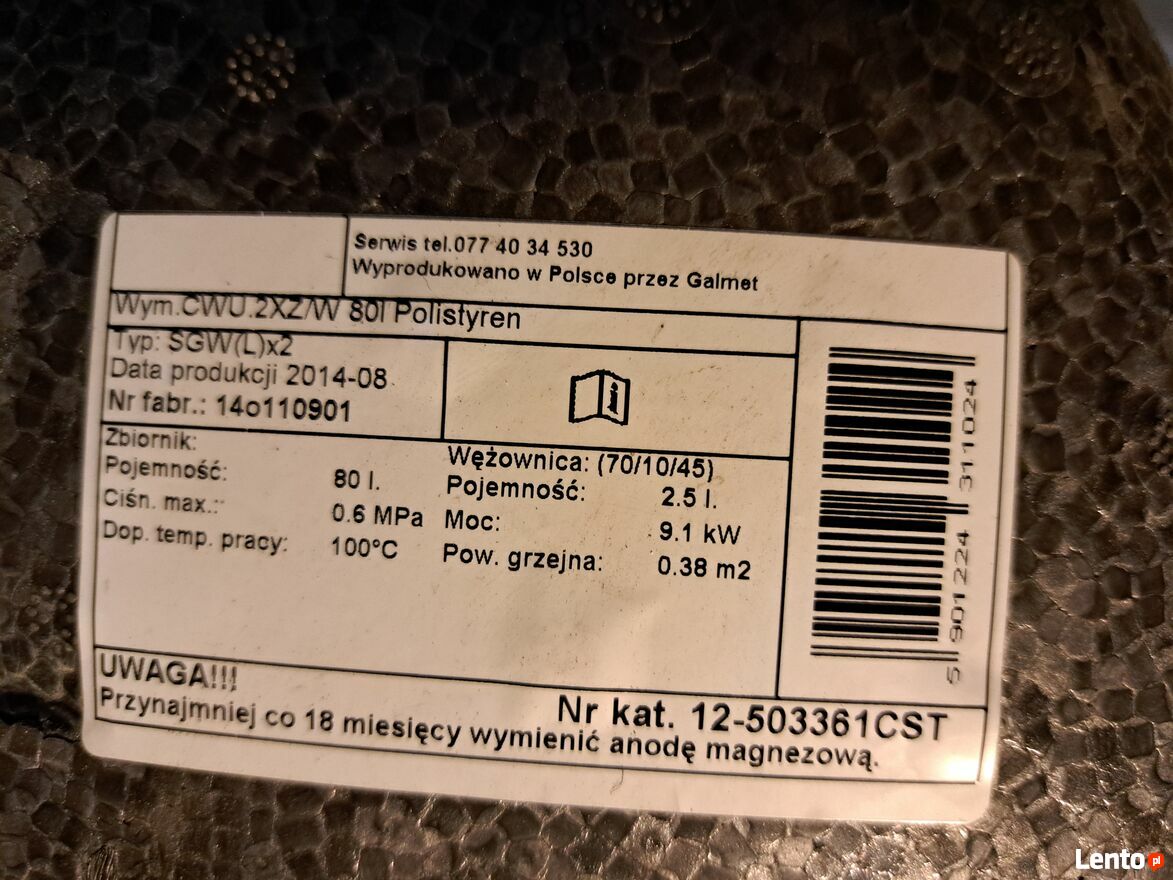 Serwis tel.077 40 34 530
Wyprodukowano w Polsce przez Galmet
Wym.CWU.2XZ/W 80l Polistyren
Typ: SGW(L)x2
Data produkcji 2014-08
Nr fabr.: 14o110901
Zbiornik:
Pojemność: 80 l.
Ciśn. max.:: 0.6 MPa
Dop. temp. pracy: 100°C
Wężownica: (70/10/45)
Pojemność: 2.5 l.
Moc: 9.1 kW
Pow. grzejna: 0.38 m2
5 901224 311024
UWAGA!!!
Nr kat. 12-503361CST
Przynajmniej co 18 miesięcy wymienić anodę magnezową.
Lento pl